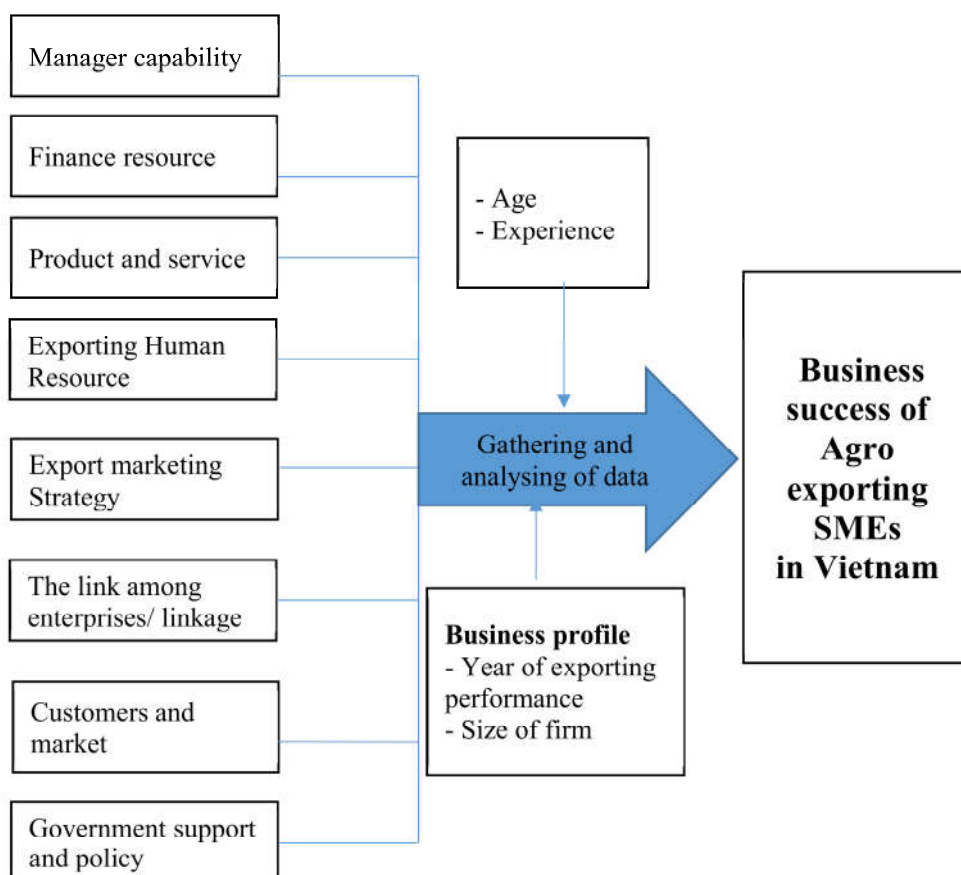 Manager capability
Finance resource
Product and service
Exporting Human
Resource
Export marketing
Strategy
The link among
enterprises/ linkage
Customers and
market
Government support
and policy
- Age
- Experience
Gathering and
analysing of data
Business profile
- Year of exporting
performance
- Size of firm
Business
success of
Agro
exporting
SMEs
in Vietnam